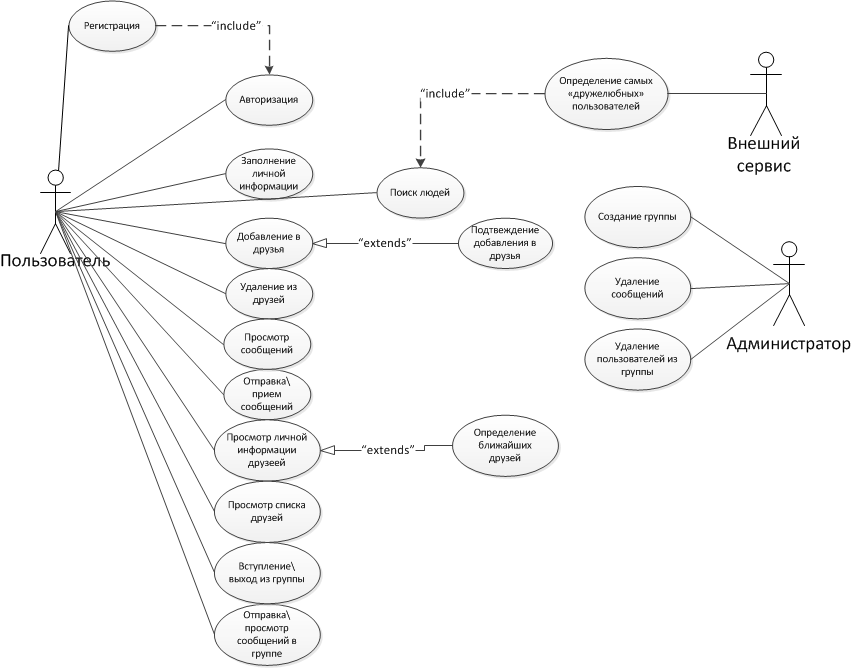 Регистрация
“include”
Авторизация
“include”
Определение самых
«дружелюбных»
пользователей
Внешний
сервис
Заполнение
личной
информации
Поиск людей
Пользователь
Добавление в
друзья
“extends”
Подтвеждение
добавления в
друзья
Создание группы
Удаление из
друзей
Удаление
сообщений
Администратор
Просмотр
сообщений
Удаление
пользователей из
группы
Отправка\
прием
сообщений
Просмотр личной
информации
друзеей
“extends”
Определение
ближайших
друзей
Просмотр списка
друзей
Вступление\
выход из группы
Отправка\
просмотр
сообщений в
группе